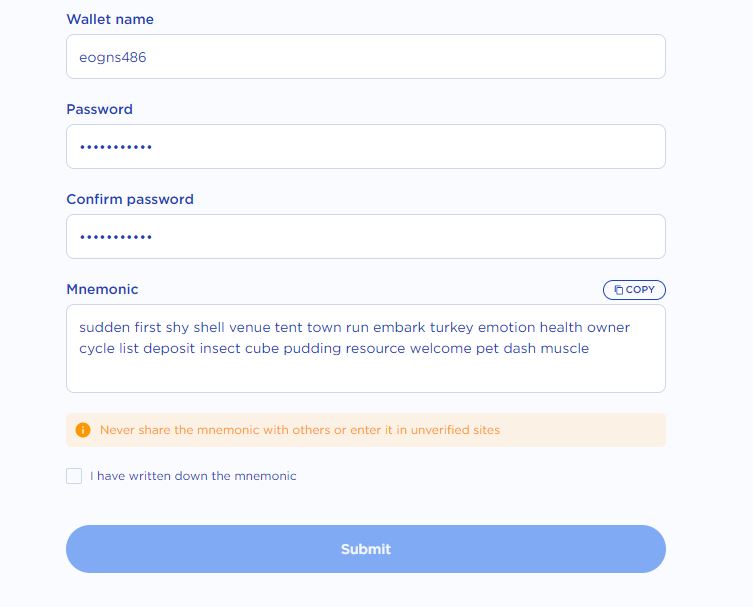 Wallet name
eogns486
Password
•••••••••••
Confirm password
•••••••••••
Mnemonic
COPY
sudden first shy shell venue tent town run embark turkey emotion health owner
cycle list deposit insect cube pudding resource welcome pet dash muscle
Never share the mnemonic with others or enter it in unverified sites
I have written down the mnemonic
Submit